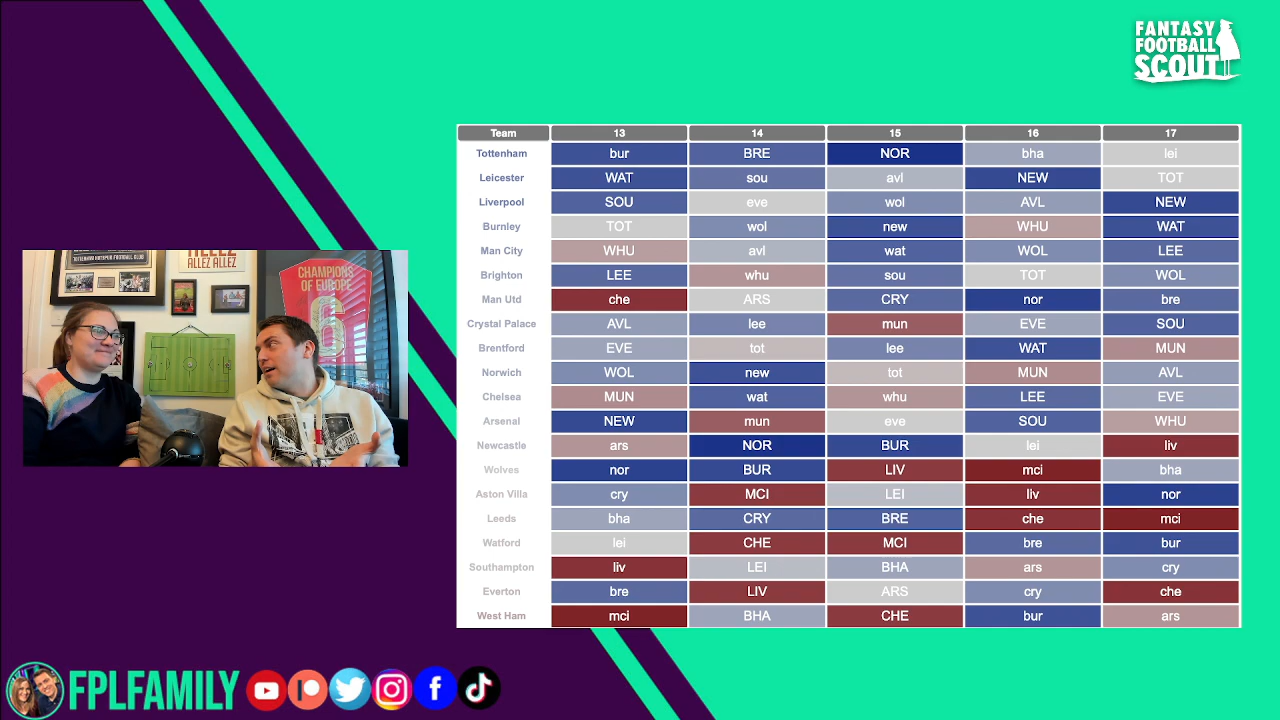 FANTASY
FOOTBALL
SCOUT
Team 13 14 15 16 17
Tottenham bur BRE NOR bha lei
Leicester WAT sou avl NEW TOT
Liverpool SOU eve wol AVL NEW
Burnley TOT wol new WHU WAT
Man City WHU avl wat WOL LEE
Brighton LEE whu sou TOT WOL
Man Utd che ARS CRY nor bre
Crystal Palace AVL lee mun EVE SOU
Brentford EVE tot lee WAT MUN
Norwich WOL new tot MUN AVL
Chelsea MUN wat whu LEE EVE
Arsenal NEW mun eve SOU WHU
Newcastle ars NOR BUR lei liv
Wolves nor BUR LIV mci bha
Aston Villa cry MCI LEI liv nor
Leeds bha CRY BRE che mci
Watford lei CHE MCI bre bur
Southampton liv LEI BHA ars cry
Everton bre LIV ARS cry che
West Ham mci BHA CHE bur ars
TOTTENHAM HOTSPUR FOOTBALL CLUB
ALLEZ ALLEZ
CHAMPIONS
OF EUROPE
6
FPLFAMILY